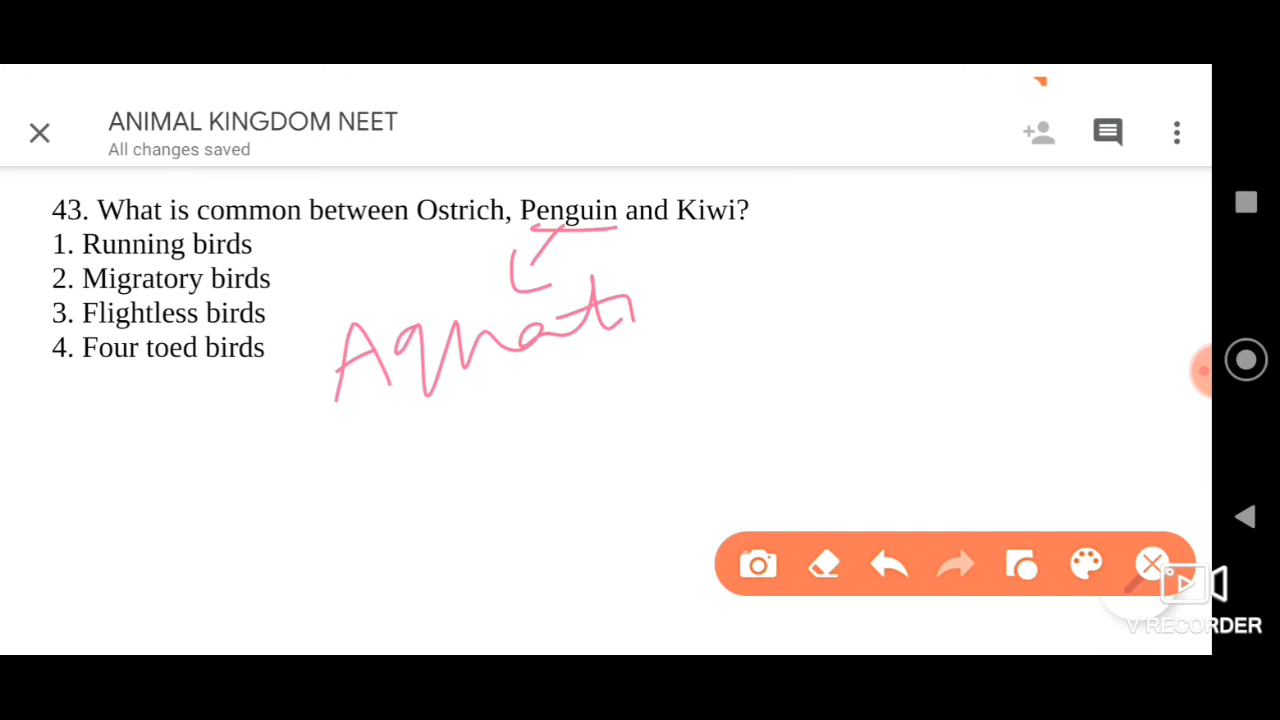 ANIMAL KINGDOM NEET
All changes saved
43. What is common between Ostrich, Penguin and Kiwi?
1. Running birds
2. Migratory birds
3. Flightless birds
4. Four toed birds
Aquati
V RECORDER